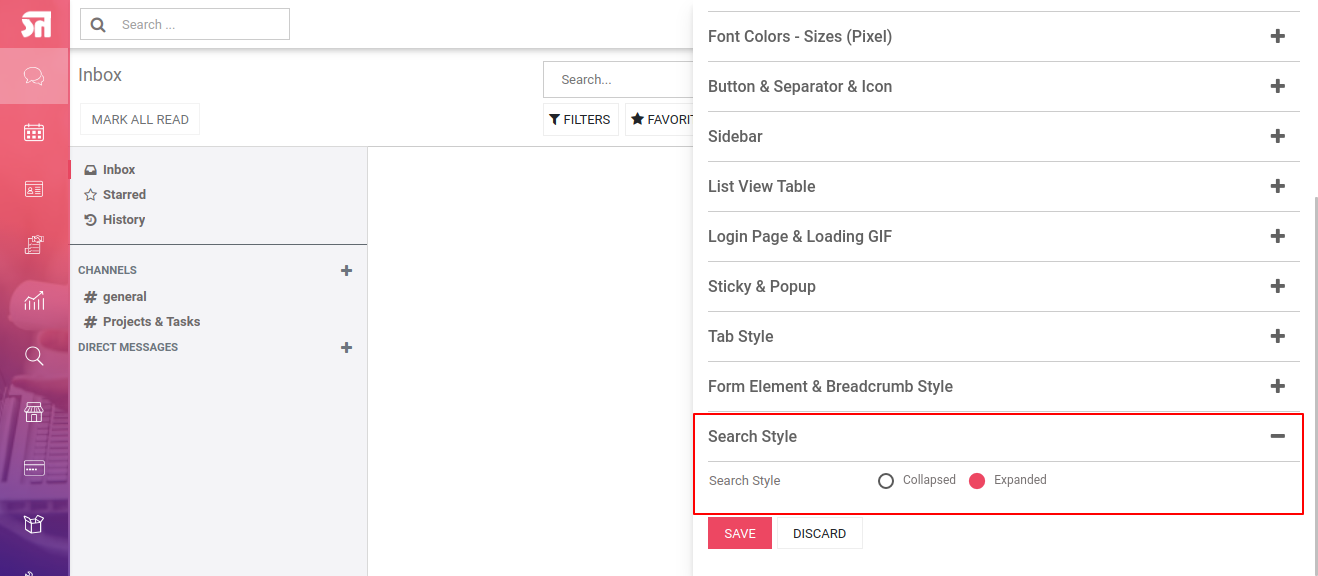 Search ...
Inbox
Search...
MARK ALL READ
FILTERS
FAVORIT
Inbox
Starred
History
CHANNELS
# general
# Projects & Tasks
DIRECT MESSAGES
Font Colors - Sizes (Pixel)
Button & Separator & Icon
Sidebar
List View Table
Login Page & Loading GIF
Sticky & Popup
Tab Style
Form Element & Breadcrumb Style
Search Style
Search Style Collapsed Expanded
SAVE DISCARD